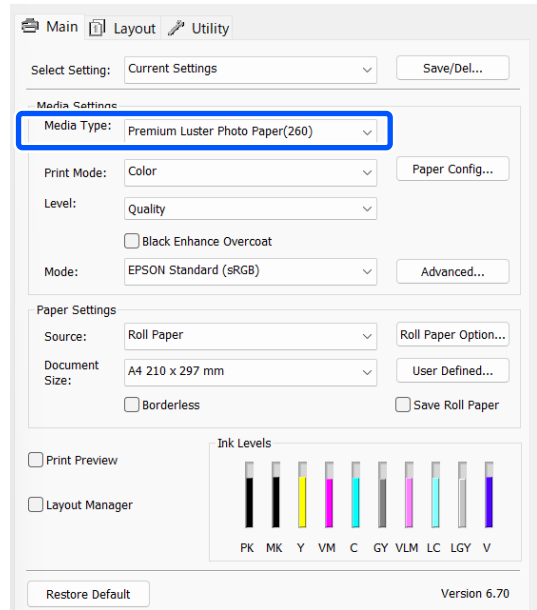 Main Layout Utility
Select Setting: Current Settings Save/Del...
Media Settings
Media Type: Premium Luster Photo Paper(260)
Print Mode: Color Paper Config...
Level: Quality
Black Enhance Overcoat
Mode: EPSON Standard (sRGB) Advanced...
Paper Settings
Source: Roll Paper Roll Paper Option...
Document Size: A4 210 x 297 mm User Defined...
Borderless Save Roll Paper
Print Preview
Layout Manager
Ink Levels
PK MK Y VM C GY VLM LC LGY V
Restore Default Version 6.70